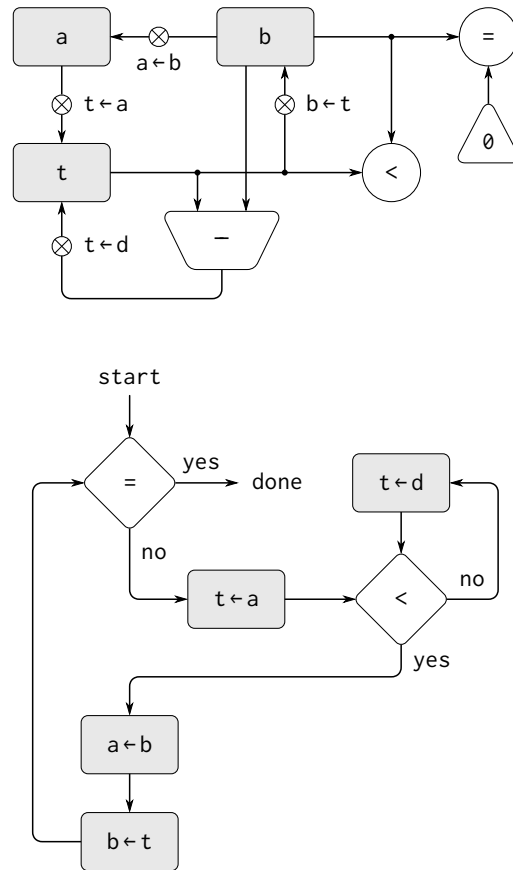 a
a←b
b
=
t←a
b←t
0
t
<
t←d
−
start
=
yes
done
t←d
no
t←a
<
no
yes
a←b
b←t